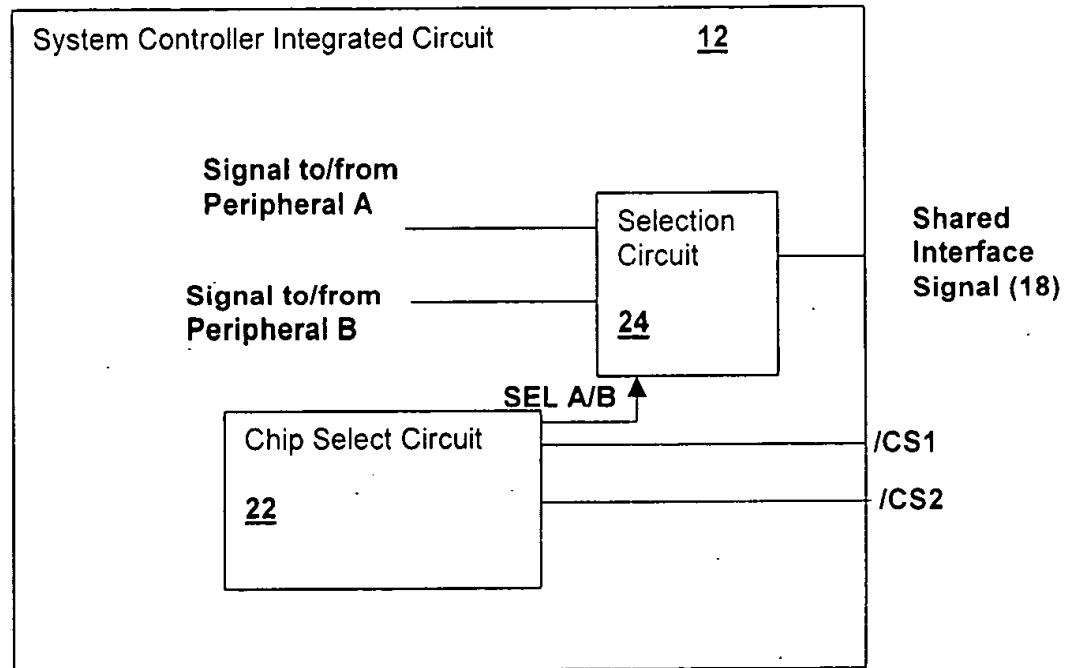 System Controller Integrated Circuit 12
Signal to/from
Peripheral A
Selection
Circuit
24
Shared
Interface
Signal (18)
Signal to/from
Peripheral B
SEL A/B
Chip Select Circuit
22
/CS1
/CS2